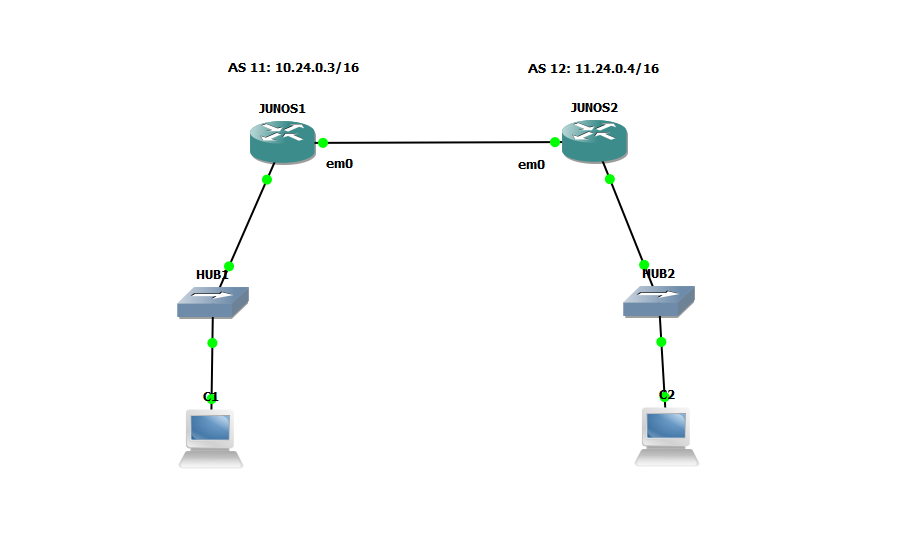 AS 11: 10.24.0.3/16
AS 12: 11.24.0.4/16
JUNOS1
JUNOS2
em0
em0
HUB1
HUB2
C1
C2